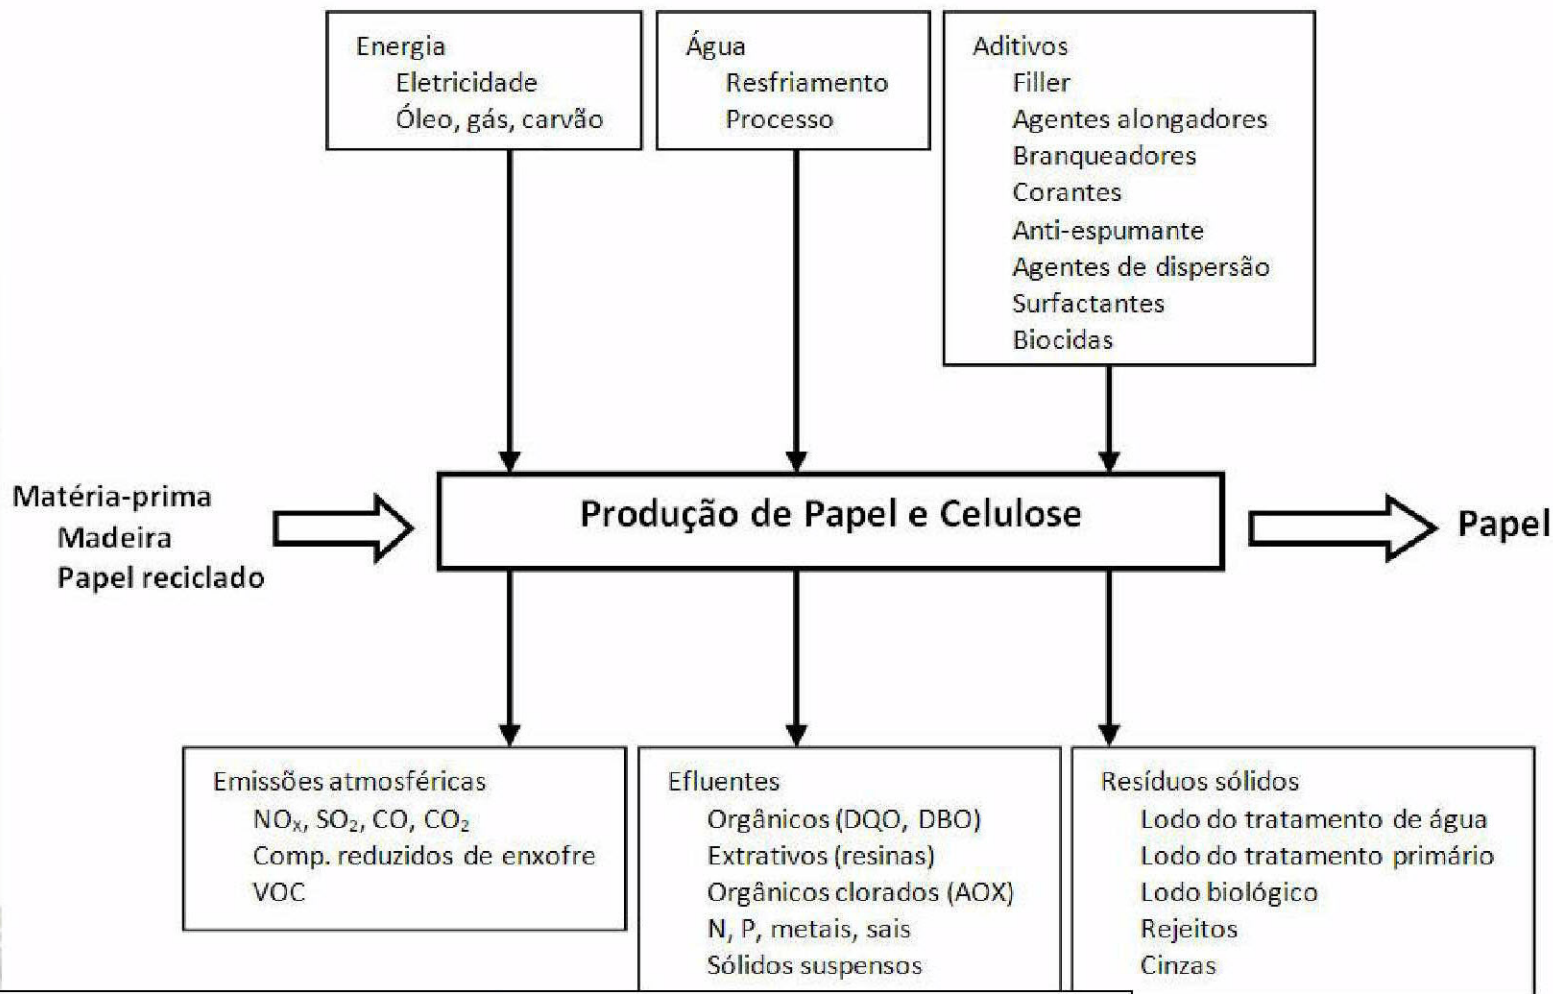 Energia
Eletricidade
Óleo, gás, carvão
Água
Resfriamento
Processo
Aditivos
Filler
Agentes alongadores
Branqueadores
Corantes
Anti-espumante
Agentes de dispersão
Surfactantes
Biocidas
Matéria-prima
Madeira
Papel reciclado
Produção de Papel e Celulose
Papel
Emissões atmosféricas
NOₓ, SO₂, CO, CO₂
Comp. reduzidos de enxofre
VOC
Efluentes
Orgânicos (DQO, DBO)
Extrativos (resinas)
Orgânicos clorados (AOX)
N, P, metais, sais
Sólidos suspensos
Resíduos sólidos
Lodo do tratamento de água
Lodo do tratamento primário
Lodo biológico
Rejeitos
Cinzas